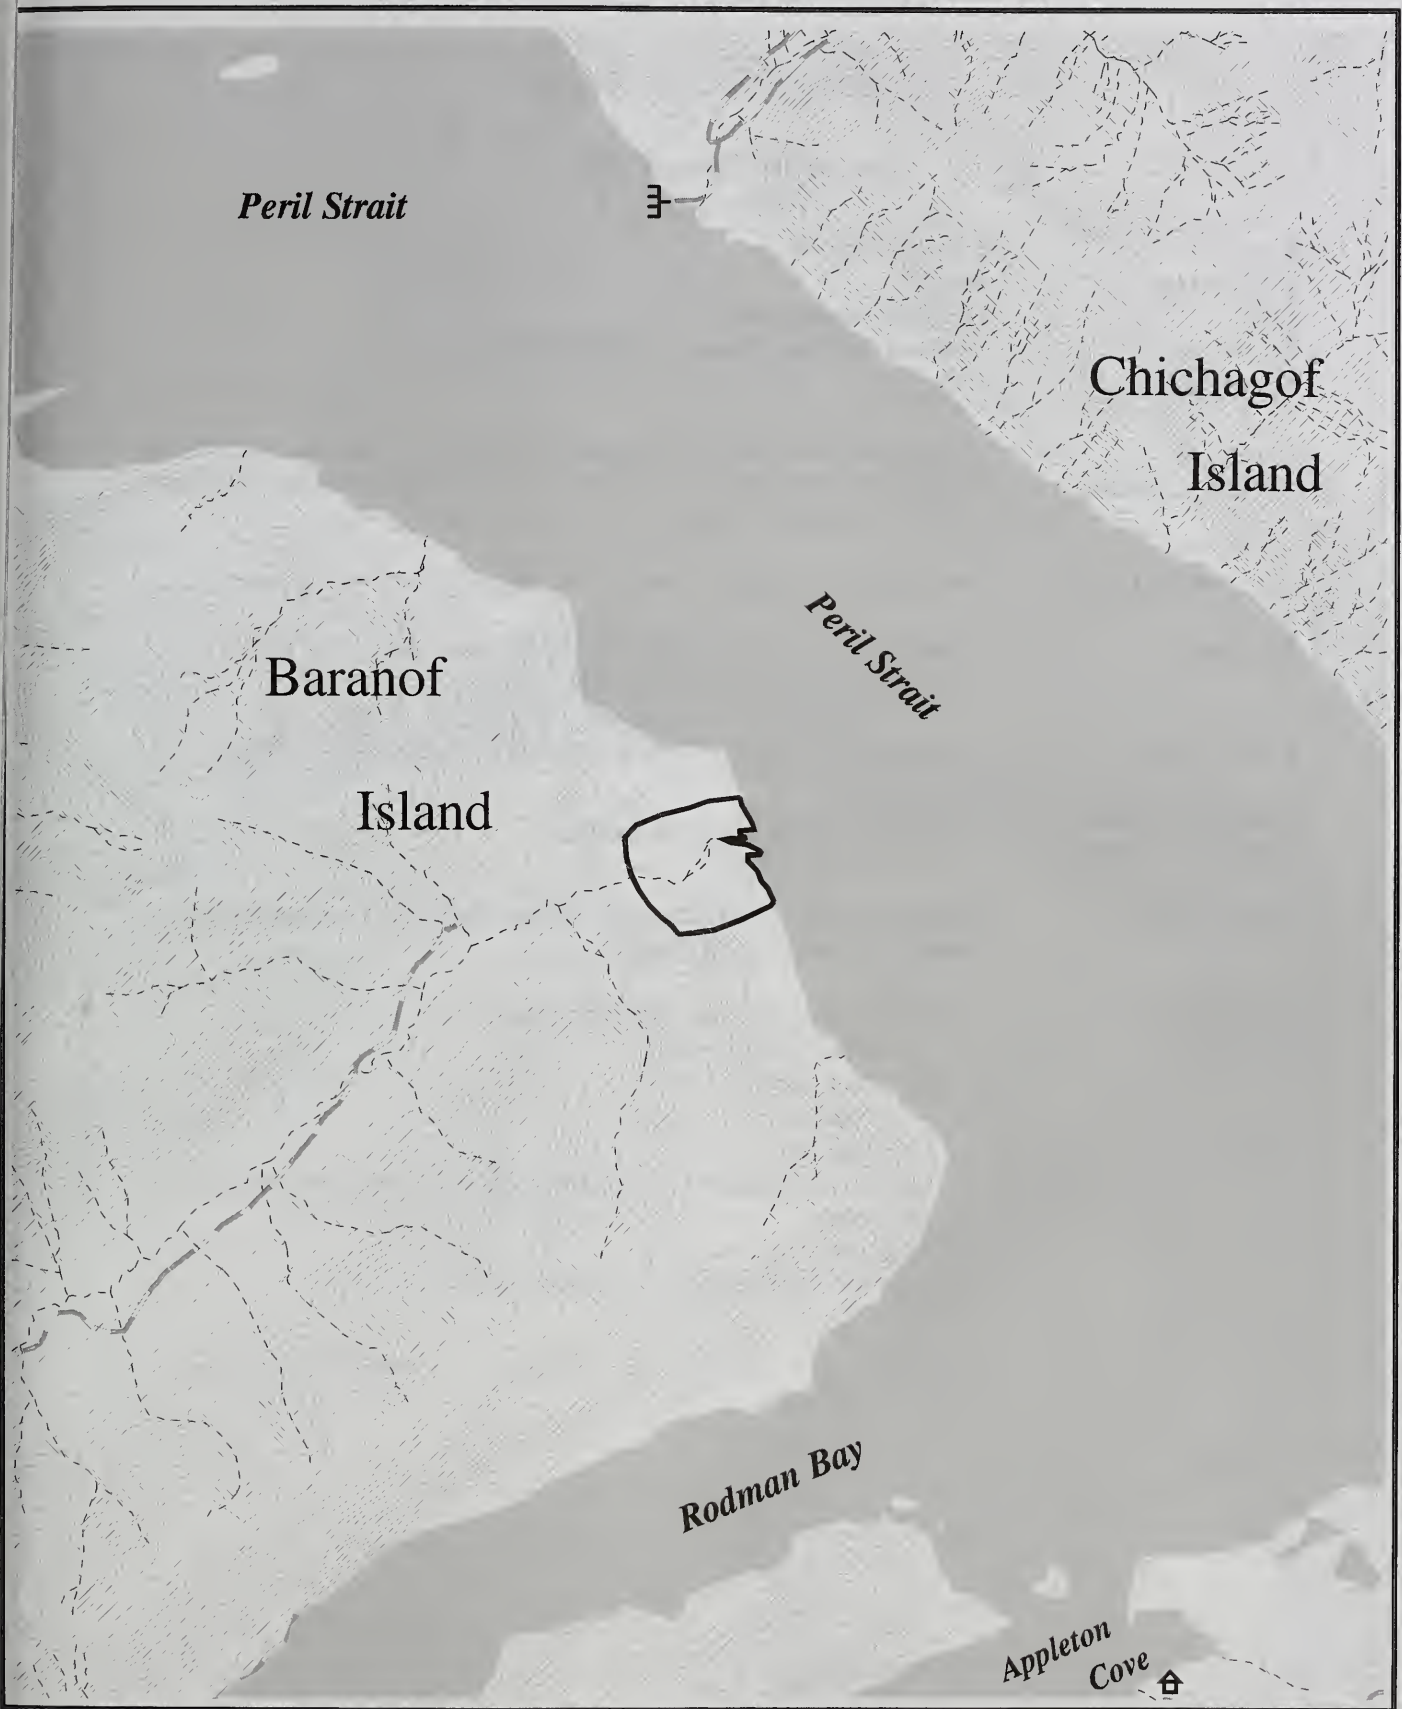 Peril Strait
Chichagof
Island
Peril Strait
Baranof
Island
Rodman Bay
Appleton
Cove